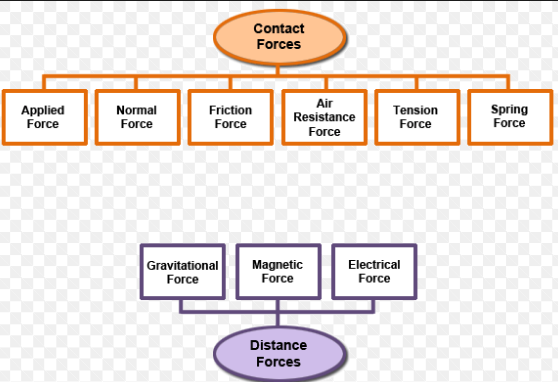 Contact
Forces
Applied
Force
Normal
Force
Friction
Force
Air
Resistance
Force
Tension
Force
Spring
Force
Gravitational
Force
Magnetic
Force
Electrical
Force
Distance
Forces